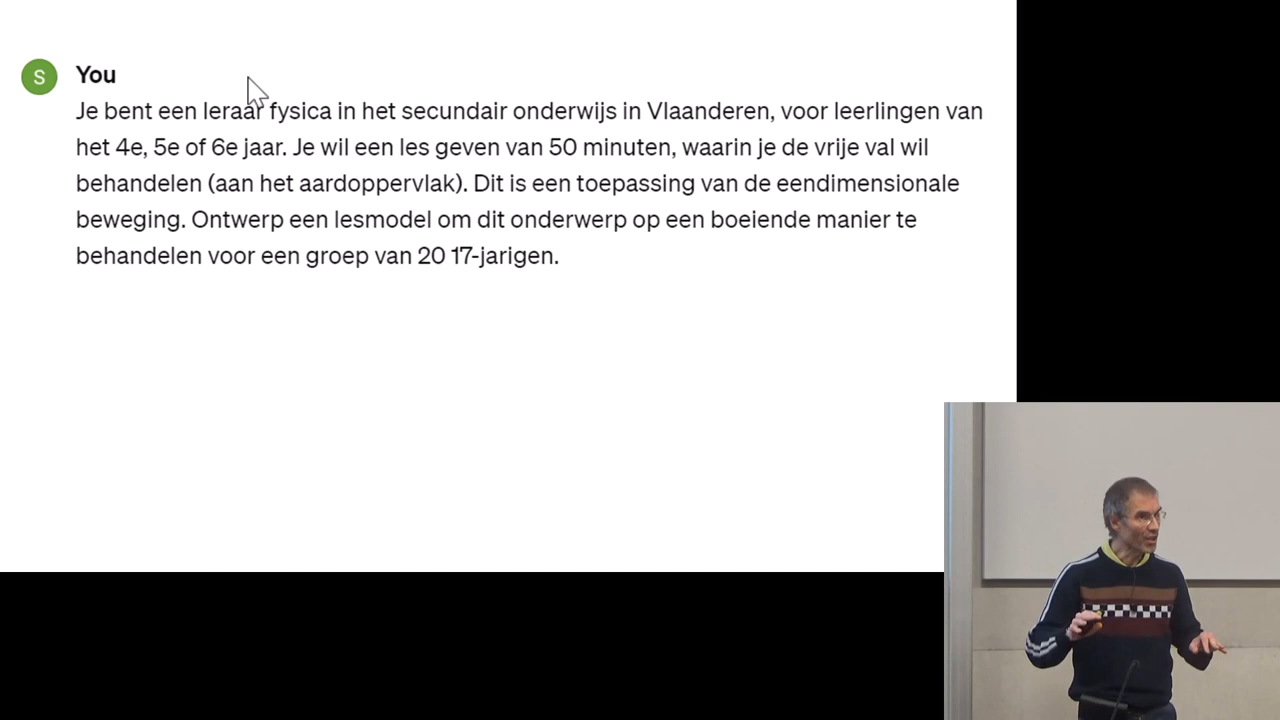 S
You
Je bent een leraar fysica in het secundair onderwijs in Vlaanderen, voor leerlingen van
het 4e, 5e of 6e jaar. Je wil een les geven van 50 minuten, waarin je de vrije val wil
behandelen (aan het aardoppervlak). Dit is een toepassing van de eendimensionale
beweging. Ontwerp een lesmodel om dit onderwerp op een boeiende manier te
behandelen voor een groep van 20 17-jarigen.